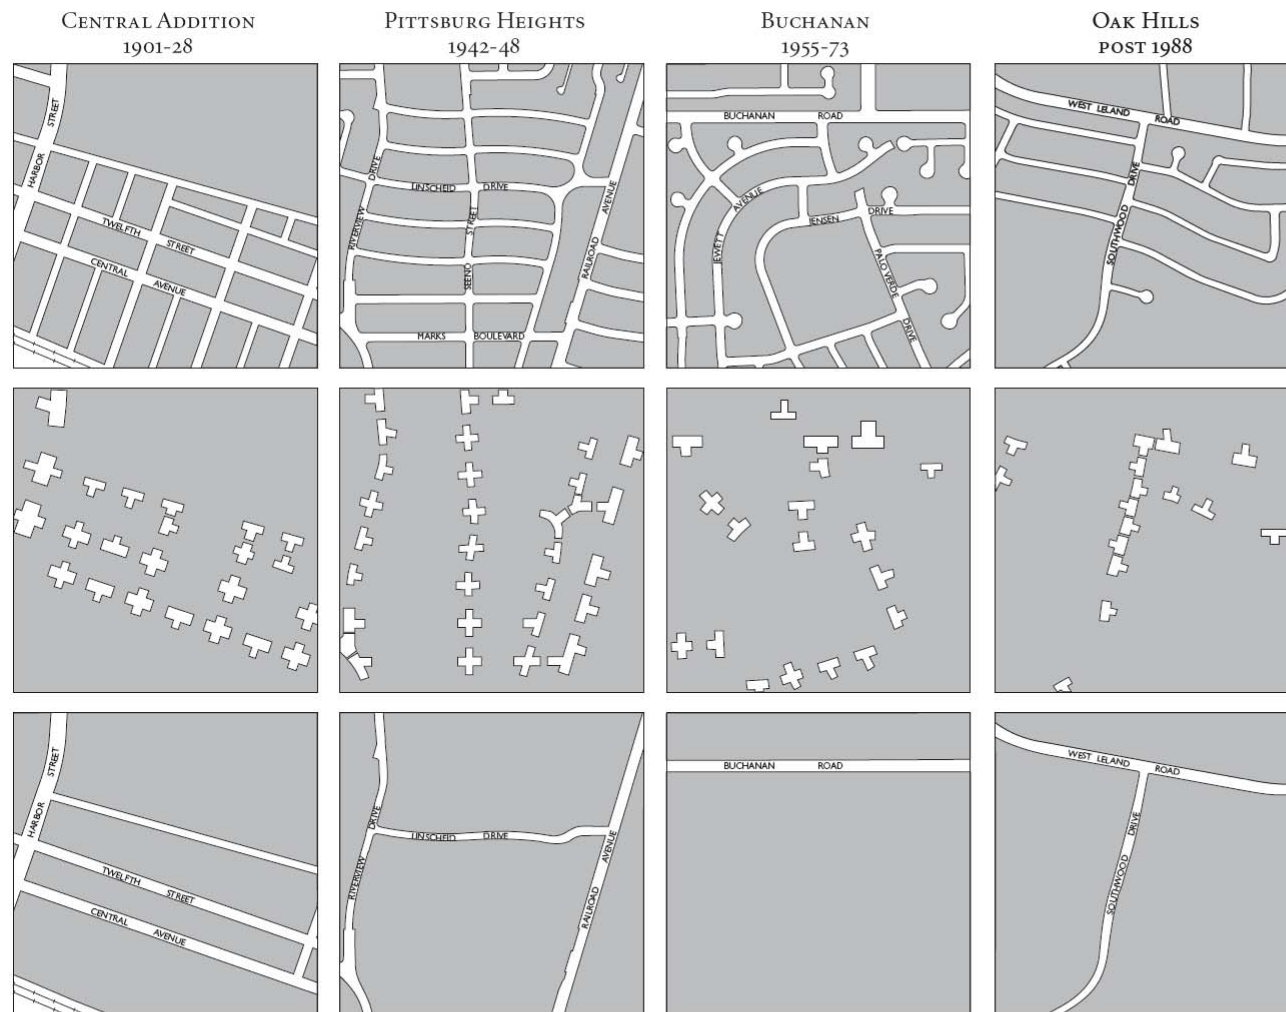 CENTRAL ADDITION
1901-28
PITTSBURG HEIGHTS
1942-48
BUCHANAN
1955-73
OAK HILLS
POST 1988
HARBOR STREET
TWELFTH STREET
CENTRAL AVENUE
RIVERVIEW DRIVE
LINSCHEID DRIVE
SEENO STREET
RAILROAD AVENUE
MARKS BOULEVARD
BUCHANAN ROAD
JEWETT AVENUE
JENSEN DRIVE
PALO VERDE DRIVE
WEST LELAND ROAD
SOUTHWOOD DRIVE
HARBOR STREET
TWELFTH STREET
CENTRAL AVENUE
RIVERVIEW DRIVE
LINSCHEID DRIVE
RAILROAD AVENUE
BUCHANAN ROAD
WEST LELAND ROAD
SOUTHWOOD DRIVE